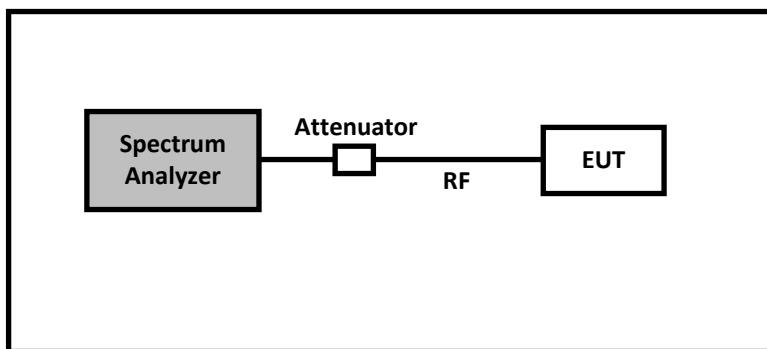 Attenuator
Spectrum
Analyzer
RF
EUT